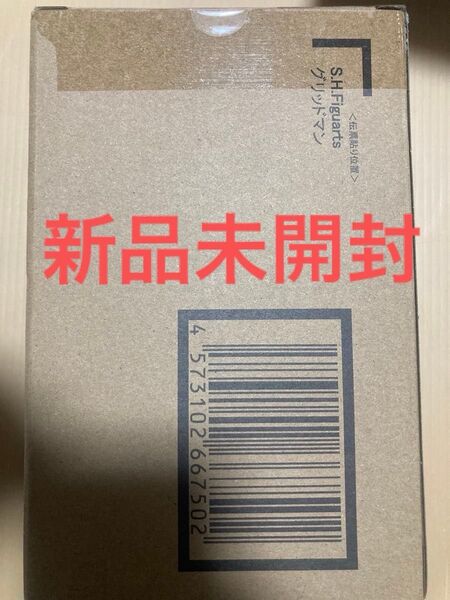 <伝票貼り位置>
S.H.Figuarts
グリッドマン
新品未開封
4 573102 667502